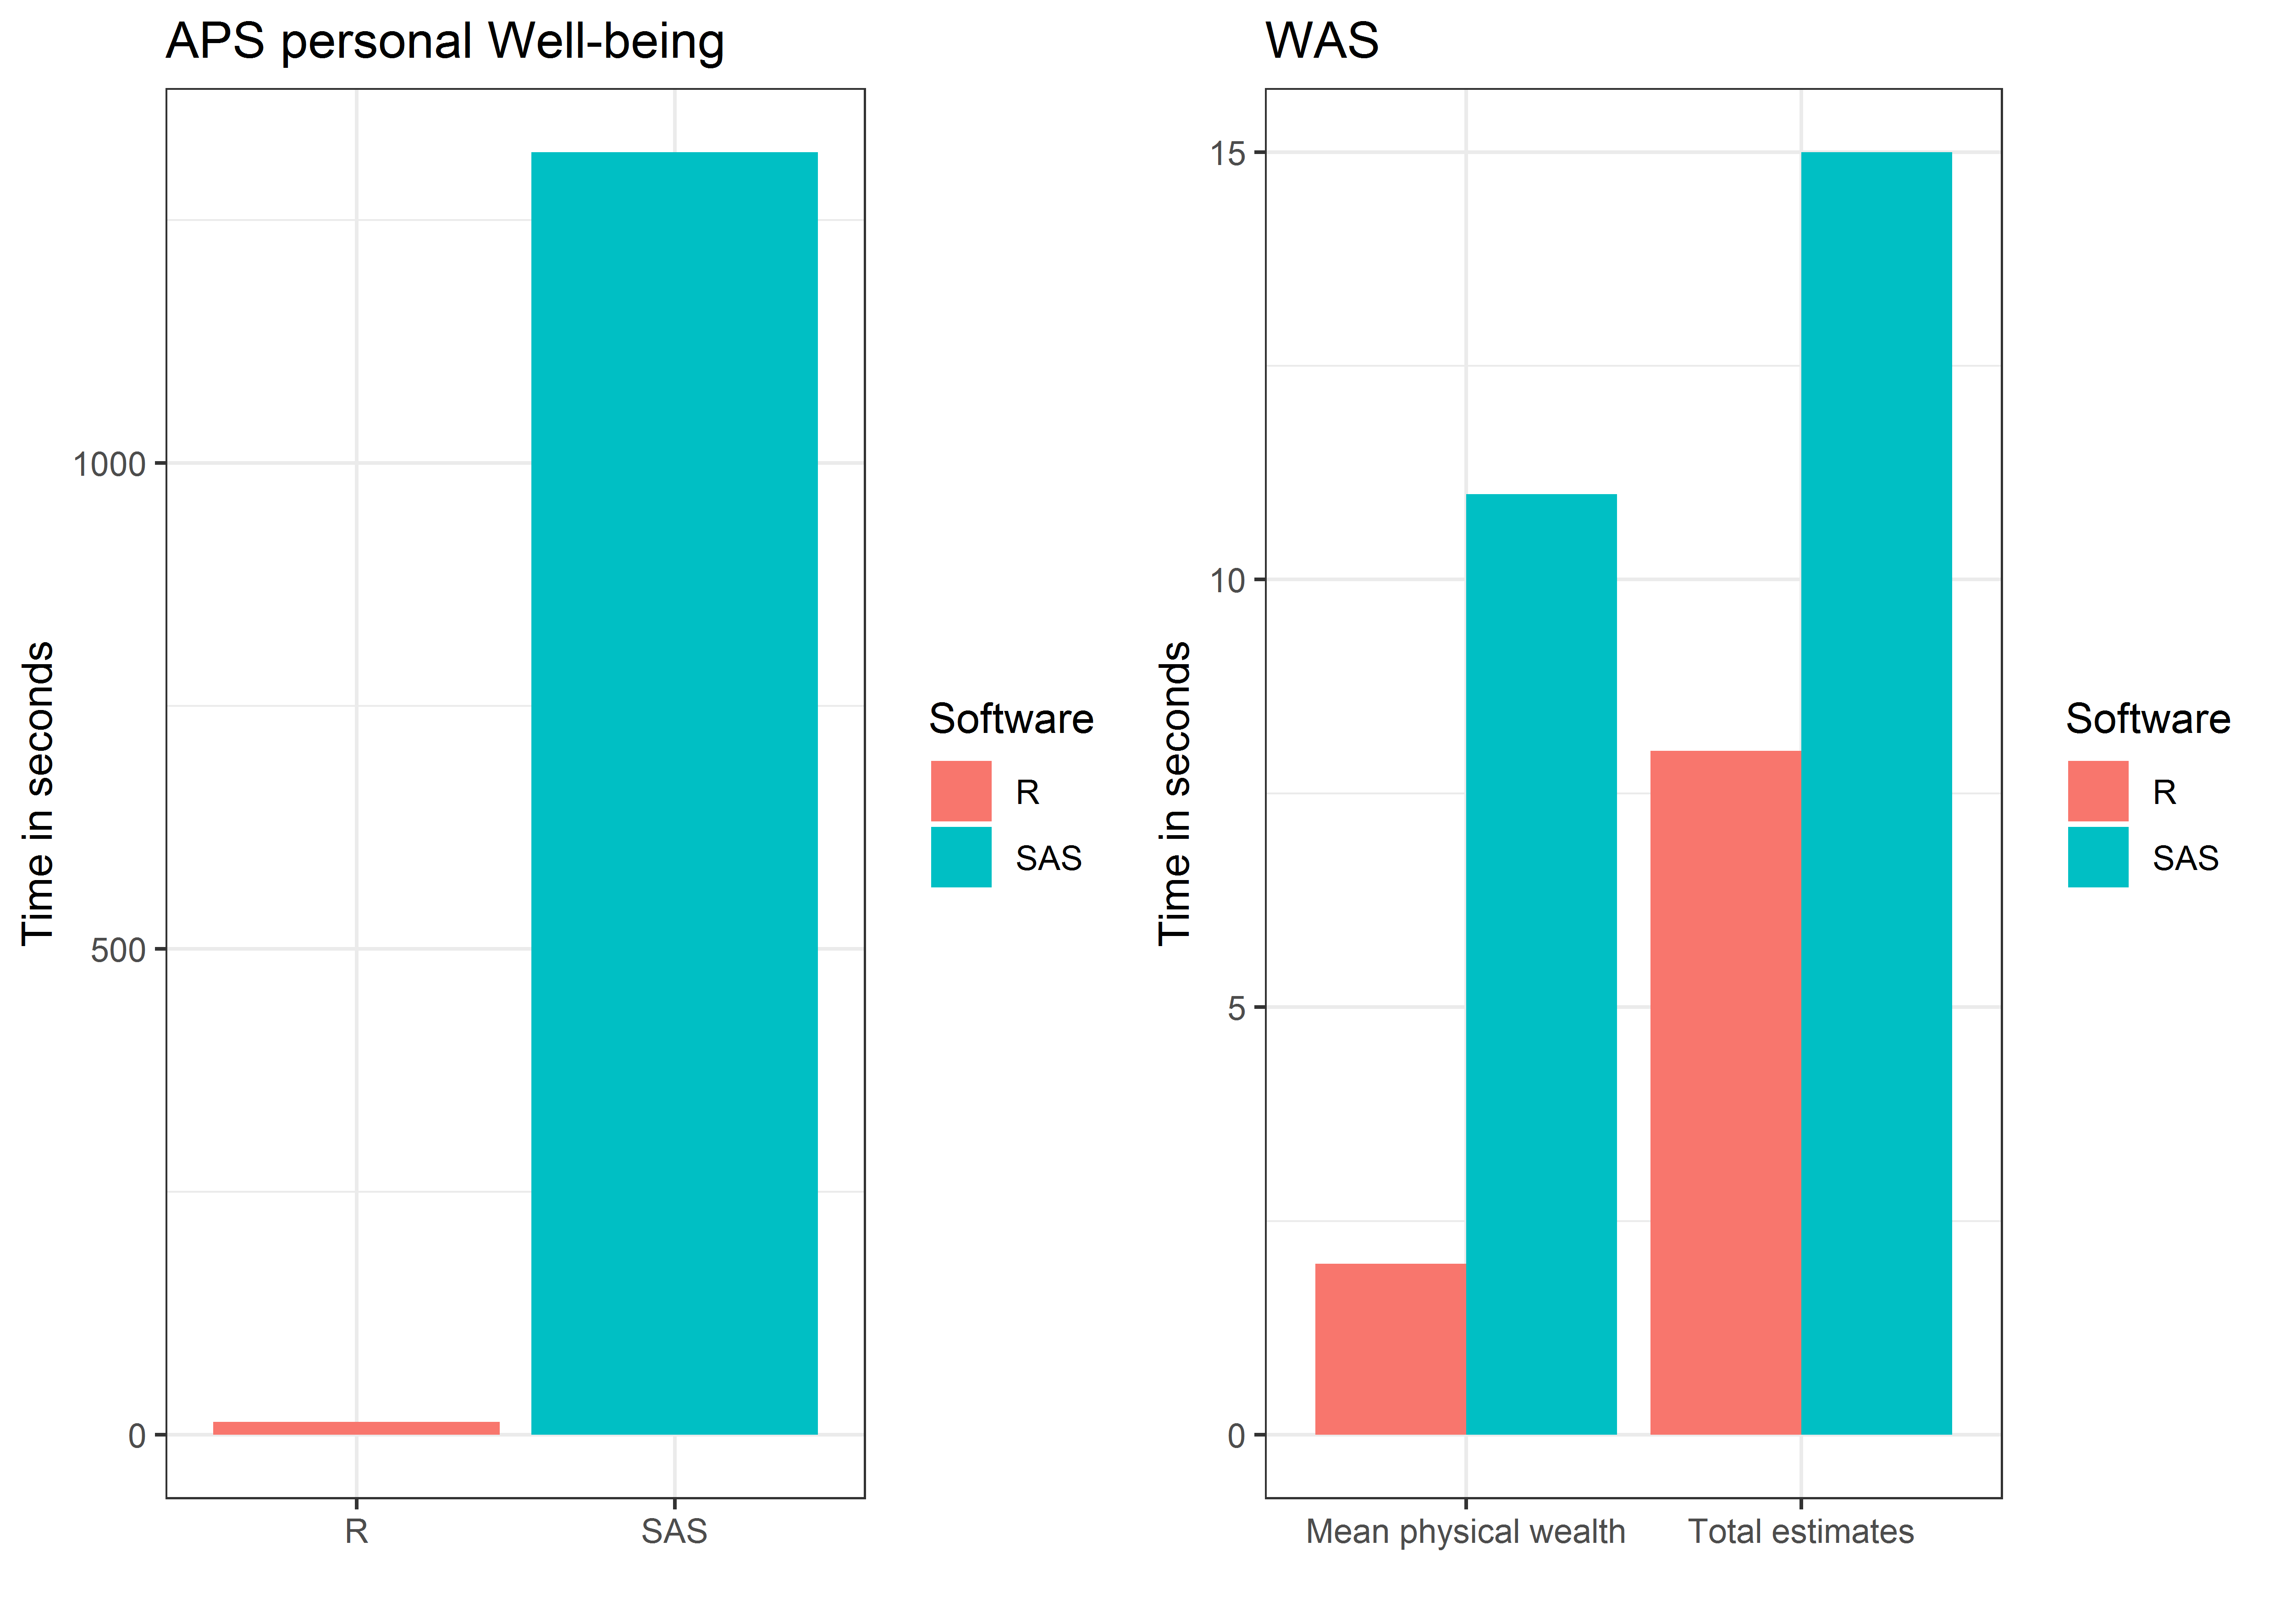 APS personal Well-being
Time in seconds
1000
500
0
R
SAS
Software
R
SAS
WAS
Time in seconds
15
10
5
0
Mean physical wealth
Total estimates
Software
R
SAS